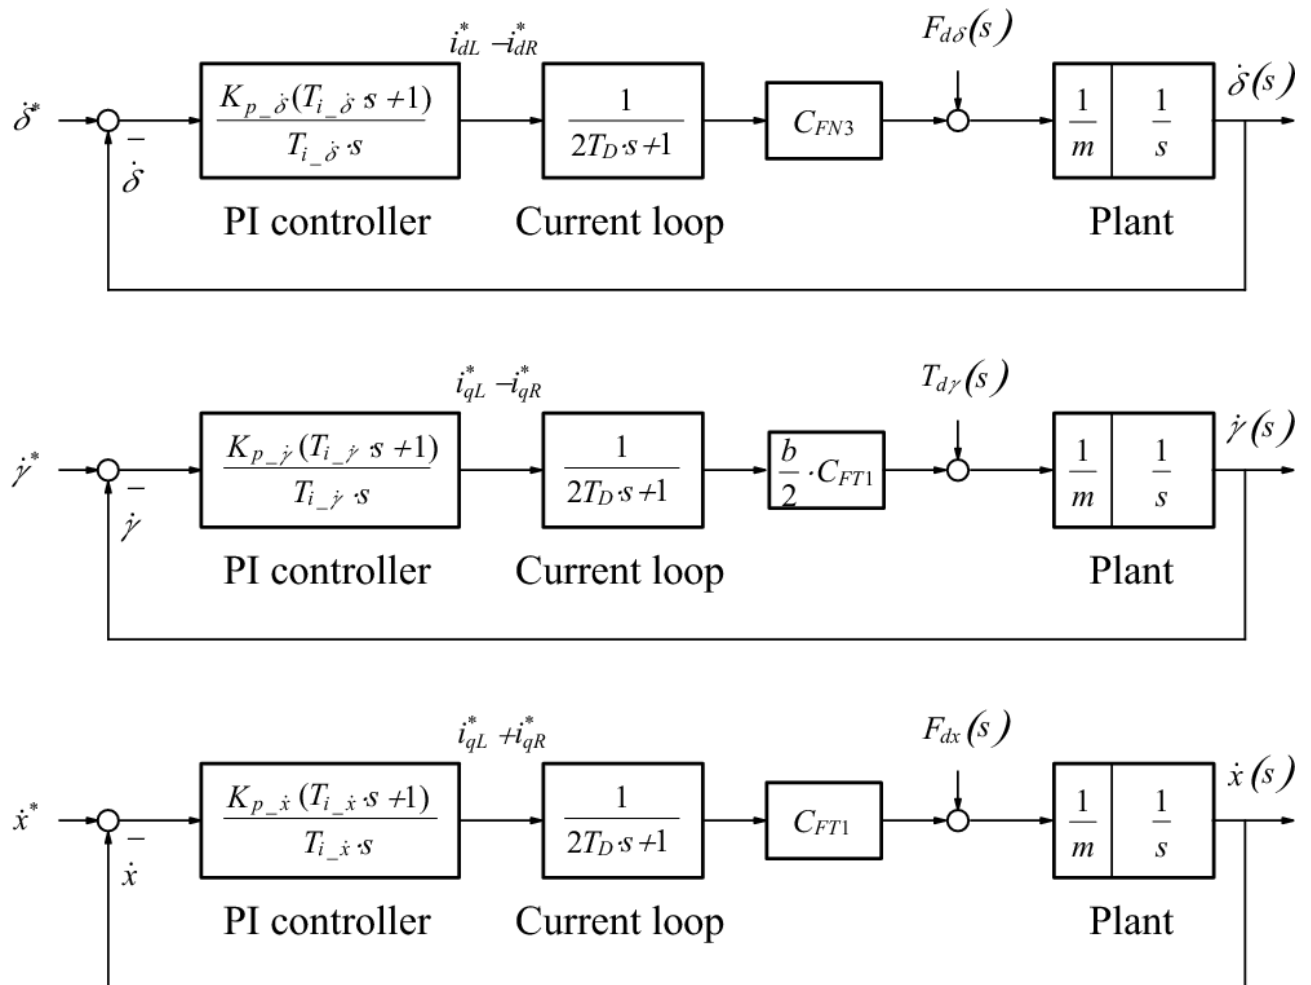 i*dL − i*dR
Fdδ(s)
δ̇*
Kp_δ̇(Ti_δ̇·s+1)
Ti_δ̇·s
1
2TD·s+1
CFN3
1
m
1
s
δ̇(s)
−
δ̇
PI controller
Current loop
Plant
i*qL − i*qR
Tdγ(s)
γ̇*
Kp_γ̇(Ti_γ̇·s+1)
Ti_γ̇·s
1
2TD·s+1
b
2
·CFT1
1
m
1
s
γ̇(s)
−
γ̇
PI controller
Current loop
Plant
i*qL + i*qR
Fdx(s)
ẋ*
Kp_ẋ(Ti_ẋ·s+1)
Ti_ẋ·s
1
2TD·s+1
CFT1
1
m
1
s
ẋ(s)
−
ẋ
PI controller
Current loop
Plant